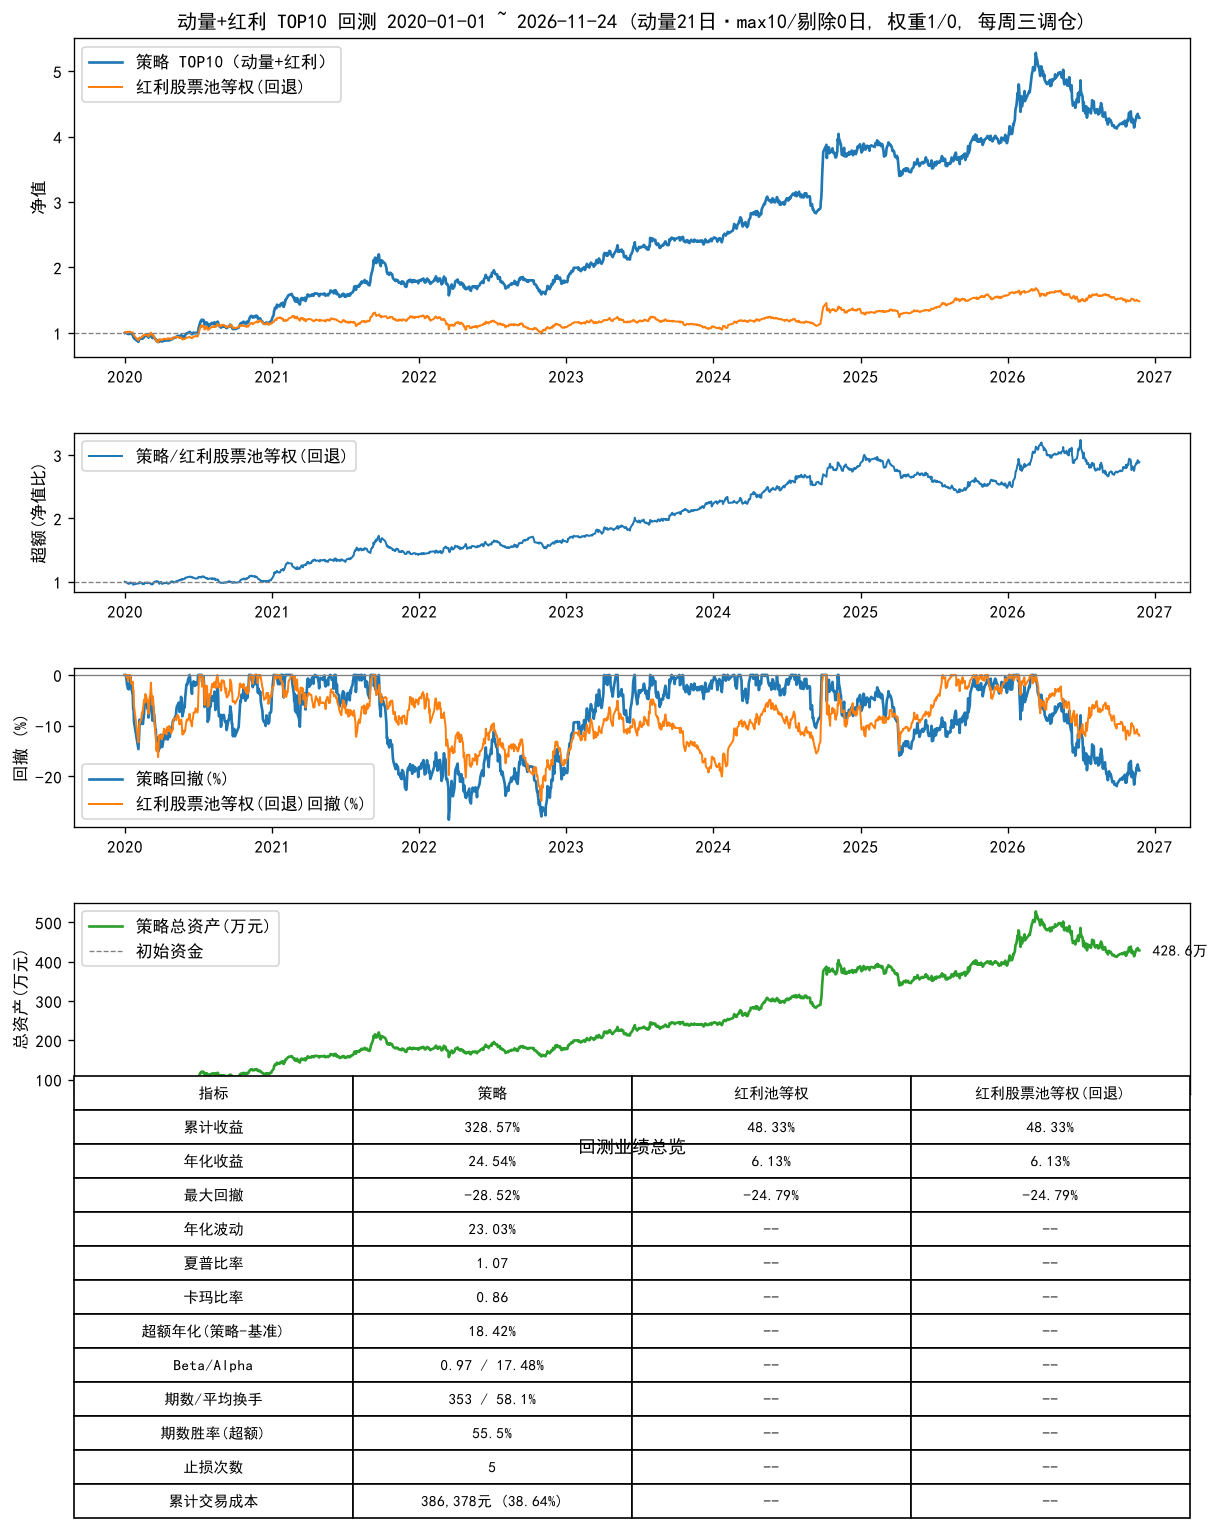 动量+红利 TOP10 回测 2020-01-01 ~ 2026-11-24 (动量21日·max10/剔除0日, 权重1/0, 每周三调仓)
策略 TOP10（动量+红利）
红利股票池等权(回退)
净值
5
4
3
2
1
2020 2021 2022 2023 2024 2025 2026 2027
策略/红利股票池等权(回退)
超额(净值比)
3
2
1
2020 2021 2022 2023 2024 2025 2026 2027
回撤 (%)
0
-10
-20
策略回撤(%)
红利股票池等权(回退)回撤(%)
2020 2021 2022 2023 2024 2025 2026 2027
策略总资产(万元)
初始资金
总资产(万元)
500
400
300
200
100
428.6万
回测业绩总览
指标 策略 红利池等权 红利股票池等权(回退)
累计收益 328.57% 48.33% 48.33%
年化收益 24.54% 6.13% 6.13%
最大回撤 -28.52% -24.79% -24.79%
年化波动 23.03% -- --
夏普比率 1.07 -- --
卡玛比率 0.86 -- --
超额年化(策略-基准) 18.42% -- --
Beta/Alpha 0.97 / 17.48% -- --
期数/平均换手 353 / 58.1% -- --
期数胜率(超额) 55.5% -- --
止损次数 5 -- --
累计交易成本 386,378元 (38.64%) -- --